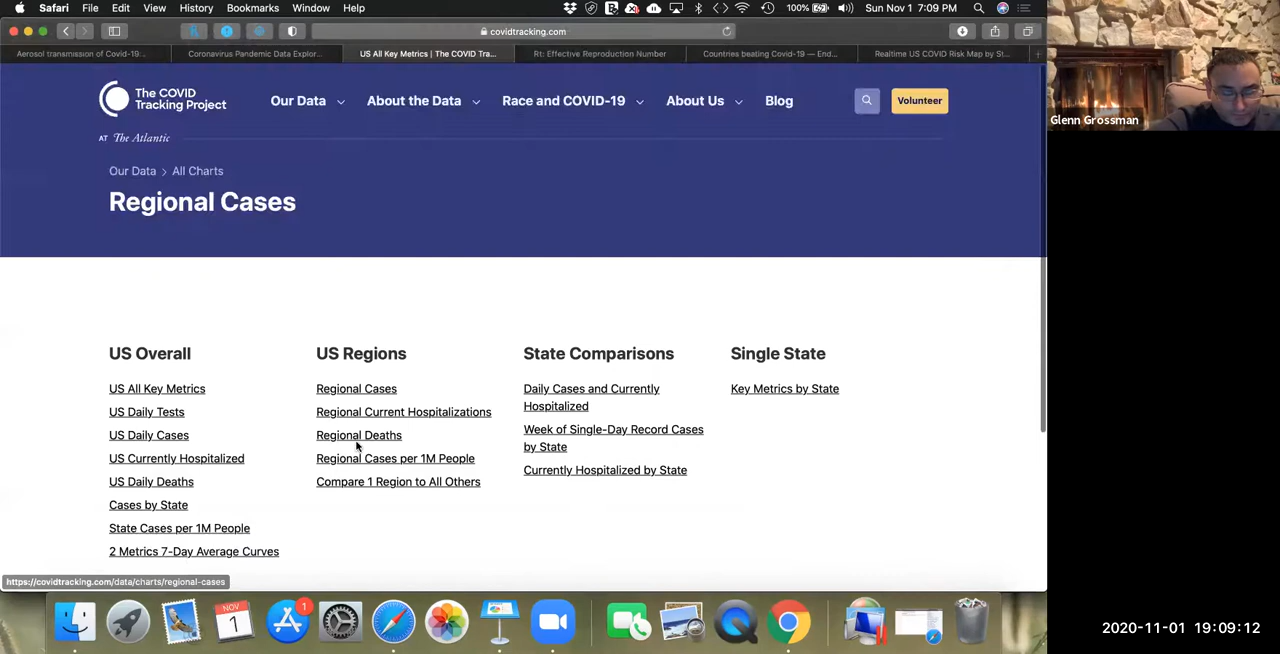 Safari File Edit View History Bookmarks Window Help 100% Sun Nov 1 7:09 PM
covidtracking.com
Aerosol transmission of Covid-19:... Coronavirus Pandemic Data Explor... US All Key Metrics | The COVID Tra... Rt: Effective Reproduction Number Countries beating Covid-19 — End... Realtime US COVID Risk Map by St...
The COVID
Tracking Project
Our Data About the Data Race and COVID-19 About Us Blog Volunteer
AT The Atlantic
Our Data > All Charts
Regional Cases
US Overall
US All Key Metrics
US Daily Tests
US Daily Cases
US Currently Hospitalized
US Daily Deaths
Cases by State
State Cases per 1M People
2 Metrics 7-Day Average Curves
US Regions
Regional Cases
Regional Current Hospitalizations
Regional Deaths
Regional Cases per 1M People
Compare 1 Region to All Others
State Comparisons
Daily Cases and Currently
Hospitalized
Week of Single-Day Record Cases
by State
Currently Hospitalized by State
Single State
Key Metrics by State
https://covidtracking.com/data/charts/regional-cases
NOV
1
1
Glenn Grossman
2020-11-01 19:09:12